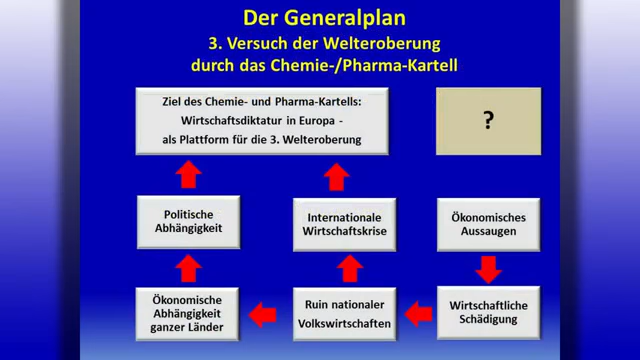 Der Generalplan
3. Versuch der Welteroberung
durch das Chemie-/Pharma-Kartell
Ziel des Chemie- und Pharma-Kartells:
Wirtschaftsdiktatur in Europa -
als Plattform für die 3. Welteroberung
?
Politische
Abhängigkeit
Internationale
Wirtschaftskrise
Ökonomisches
Aussaugen
Ökonomische
Abhängigkeit
ganzer Länder
Ruin nationaler
Volkswirtschaften
Wirtschaftliche
Schädigung